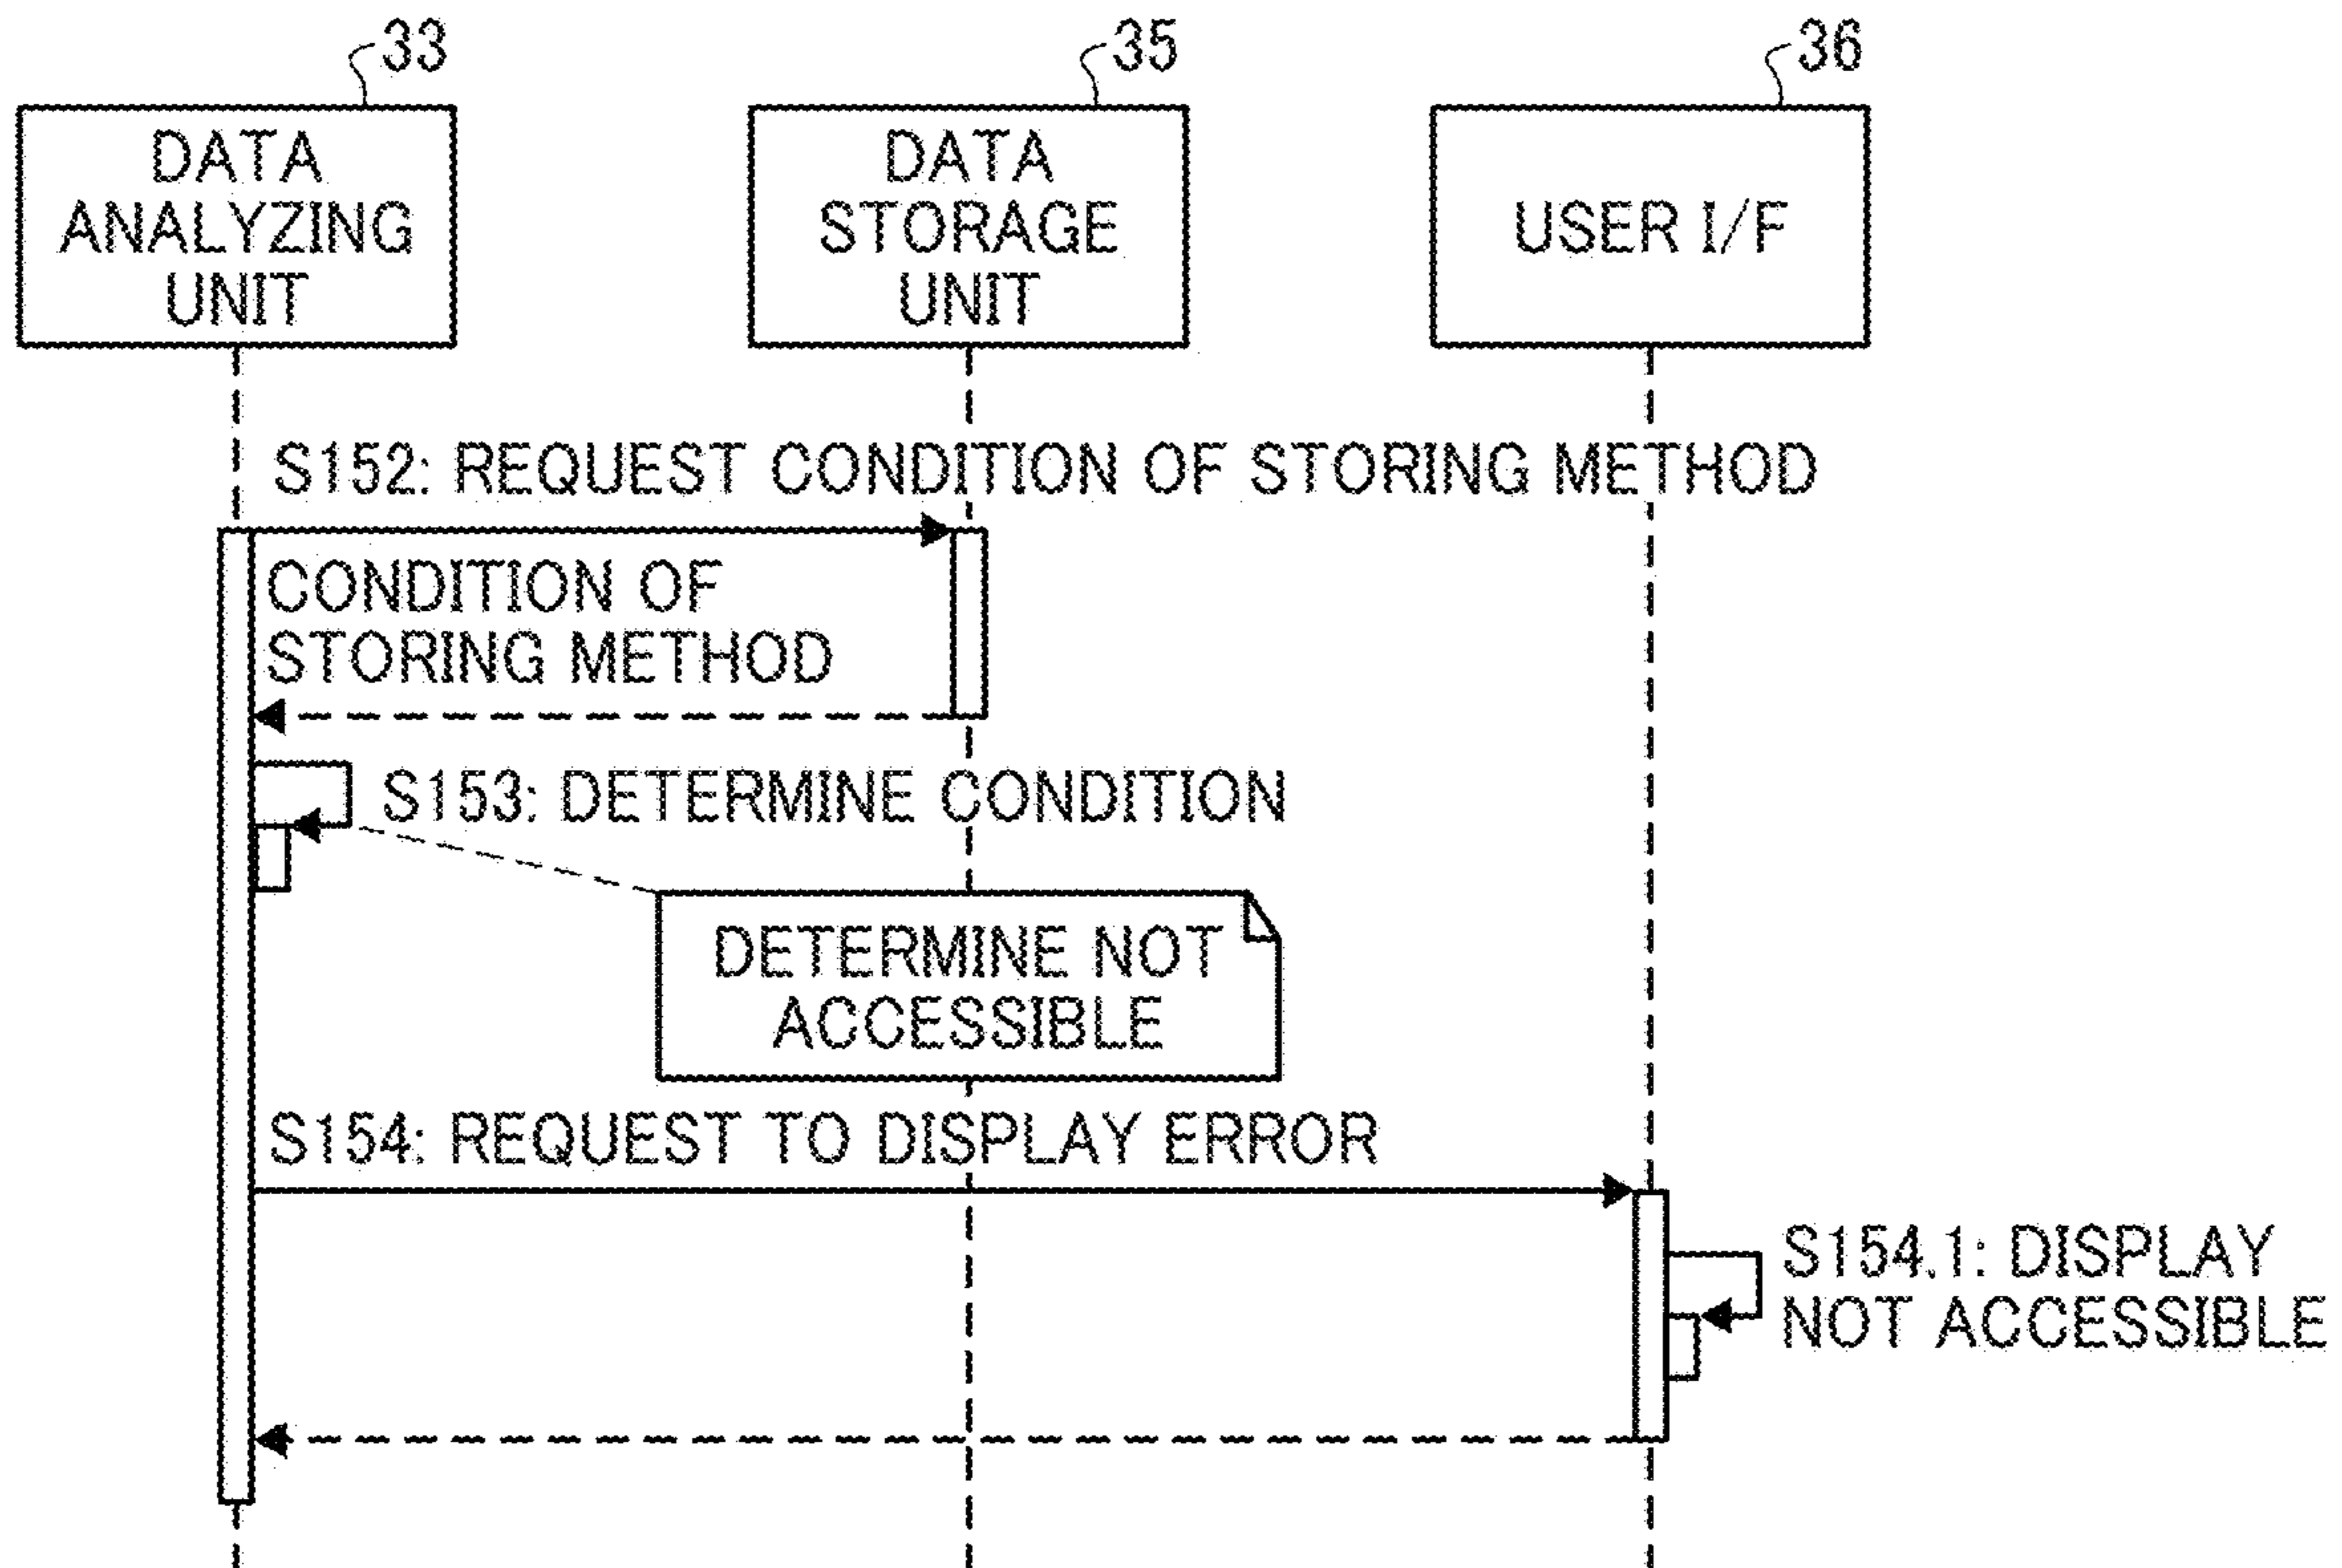 33
35
36
DATA
ANALYZING
UNIT
DATA
STORAGE
UNIT
USER I/F
S152: REQUEST CONDITION OF STORING METHOD
CONDITION OF
STORING METHOD
S153: DETERMINE CONDITION
DETERMINE NOT
ACCESSIBLE
S154: REQUEST TO DISPLAY ERROR
S154.1: DISPLAY
NOT ACCESSIBLE